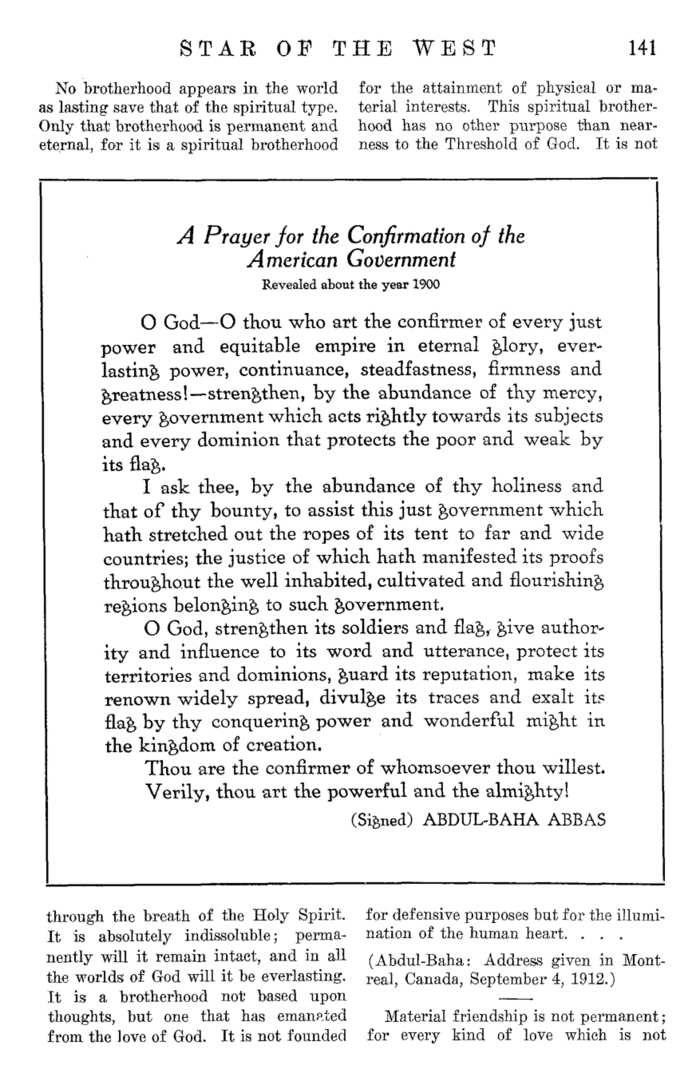 STAR OF THE WEST 141
No brotherhood appears in the world
as lasting save that of the spiritual type.
Only that brotherhood is permanent and
eternal, for it is a spiritual brotherhood
for the attainment of physical or ma-
terial interests. This spiritual brother-
hood has no other purpose than near-
ness to the Threshold of God. It is not
A Prayer for the Confirmation of the
American Government
Revealed about the year 1900
O God—O thou who art the confirmer of every just
power and equitable empire in eternal glory, ever-
lasting power, continuance, steadfastness, firmness and
greatness!—strengthen, by the abundance of thy mercy,
every government which acts rightly towards its subjects
and every dominion that protects the poor and weak by
its flag.
I ask thee, by the abundance of thy holiness and
that of thy bounty, to assist this just government which
hath stretched out the ropes of its tent to far and wide
countries; the justice of which hath manifested its proofs
throughout the well inhabited, cultivated and flourishing
regions belonging to such government.
O God, strengthen its soldiers and flag, give author-
ity and influence to its word and utterance, protect its
territories and dominions, guard its reputation, make its
renown widely spread, divulge its traces and exalt its
flag by thy conquering power and wonderful might in
the kingdom of creation.
Thou are the confirmer of whomsoever thou willest.
Verily, thou art the powerful and the almighty!
(Signed) ABDUL-BAHA ABBAS
through the breath of the Holy Spirit.
It is absolutely indissoluble; perma-
nently will it remain intact, and in all
the worlds of God will it be everlasting.
It is a brotherhood not based upon
thoughts, but one that has emanated
from the love of God. It is not founded
for defensive purposes but for the illumi-
nation of the human heart. . . .
(Abdul-Baha: Address given in Mont-
real, Canada, September 4, 1912.)
Material friendship is not permanent;
for every kind of love which is not